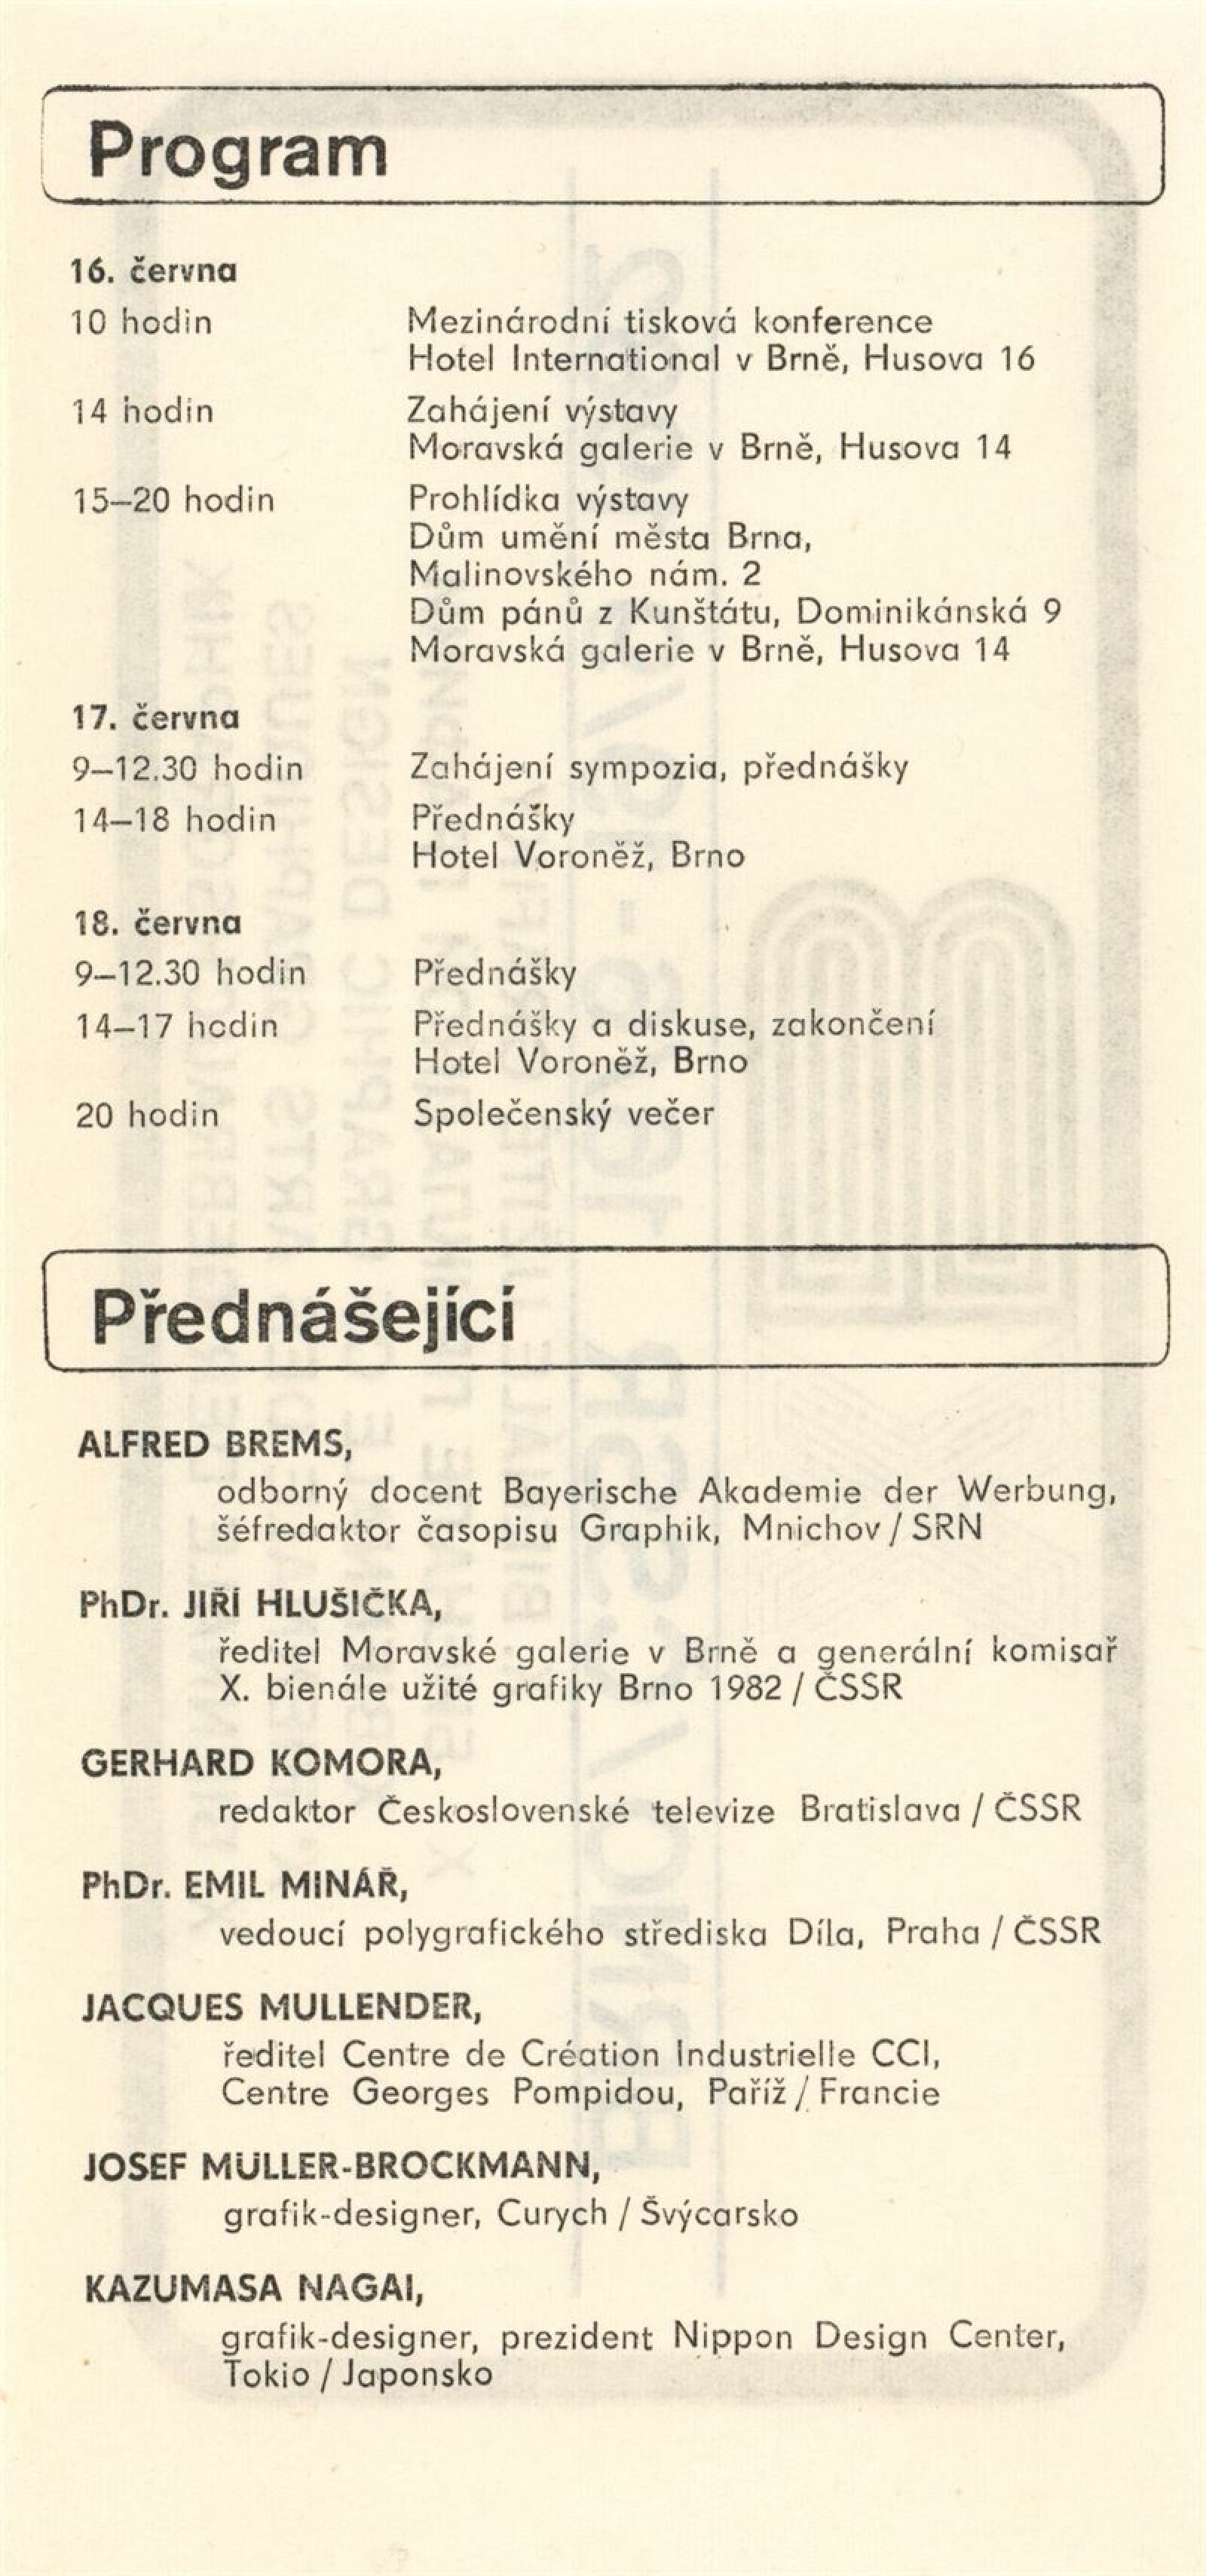 Program
16. června
10 hodin Mezinárodní tisková konference
Hotel International v Brně, Husova 16
14 hodin Zahájení výstavy
Moravská galerie v Brně, Husova 14
15–20 hodin Prohlídka výstavy
Dům umění města Brna,
Malinovského nám. 2
Dům pánů z Kunštátu, Dominikánská 9
Moravská galerie v Brně, Husova 14
17. června
9–12.30 hodin Zahájení sympozia, přednášky
14–18 hodin Přednášky
Hotel Voroněž, Brno
18. června
9–12.30 hodin Přednášky
14–17 hodin Přednášky a diskuse, zakončení
Hotel Voroněž, Brno
20 hodin Společenský večer
Přednášející
ALFRED BREMS,
odborný docent Bayerische Akademie der Werbung,
šéfredaktor časopisu Graphik, Mnichov / SRN
PhDr. JIŘÍ HLUŠIČKA,
ředitel Moravské galerie v Brně a generální komisař
X. bienále užité grafiky Brno 1982 / ČSSR
GERHARD KOMORA,
redaktor Československé televize Bratislava / ČSSR
PhDr. EMIL MINÁŘ,
vedoucí polygrafického střediska Díla, Praha / ČSSR
JACQUES MULLENDER,
ředitel Centre de Création Industrielle CCI,
Centre Georges Pompidou, Paříž / Francie
JOSEF MÜLLER-BROCKMANN,
grafik-designer, Curych / Švýcarsko
KAZUMASA NAGAI,
grafik-designer, prezident Nippon Design Center,
Tokio / Japonsko